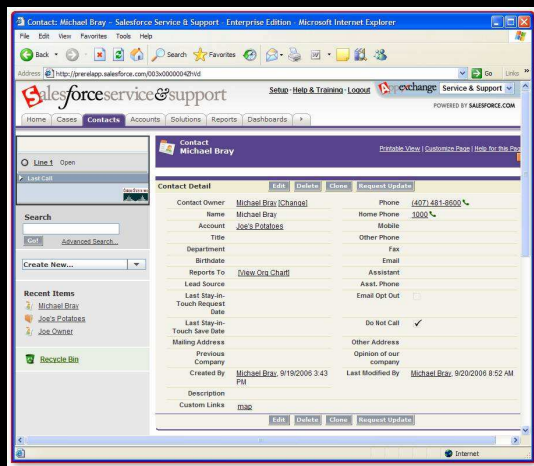 Contact: Michael Bray ~ Salesforce Service & Support - Enterprise Edition - Microsoft Internet Explorer
File Edit View Favorites Tools Help
Back Search Favorites
Address http://prerelapp.salesforce.com/003x00000042hVd Go Links »
salesforce service & support
Setup · Help & Training · Logout
AppExchange Service & Support
POWERED BY SALESFORCE.COM
Home Cases Contacts Accounts Solutions Reports Dashboards
Contact
Michael Bray
Printable View | Customize Page | Help for this Pag
Line 1 Open
Last Call
Search
Go! Advanced Search...
Create New...
Recent Items
Michael Bray
Joe's Potatoes
Joe Owner
Recycle Bin
Contact Detail Edit Delete Clone Request Update
Contact Owner Michael Bray [Change] Phone (407) 481-8600
Name Michael Bray Home Phone 1000
Account Joe's Potatoes Mobile
Title Other Phone
Department Fax
Birthdate Email
Reports To [View Org Chart] Assistant
Lead Source Asst. Phone
Last Stay-in-Touch Request Date Email Opt Out
Last Stay-in-Touch Save Date Do Not Call ✓
Mailing Address Other Address
Previous Company Opinion of our company
Created By Michael Bray, 9/19/2006 3:43 PM Last Modified By Michael Bray, 9/20/2006 8:52 AM
Description
Custom Links map
Edit Delete Clone Request Update
Internet